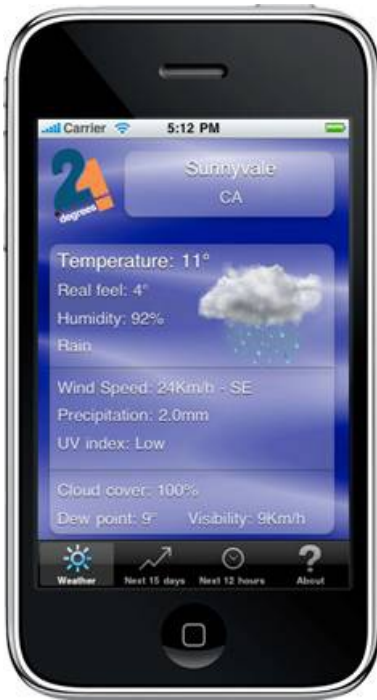 Carrier 5:12 PM
21
degrees
Sunnyvale
CA
Temperature: 11°
Real feel: 4°
Humidity: 92%
Rain
Wind Speed: 24Km/h - SE
Precipitation: 2.0mm
UV index: Low
Cloud cover: 100%
Dew point: 9° Visibility: 9Km/h
Weather Next 15 days Next 12 hours About